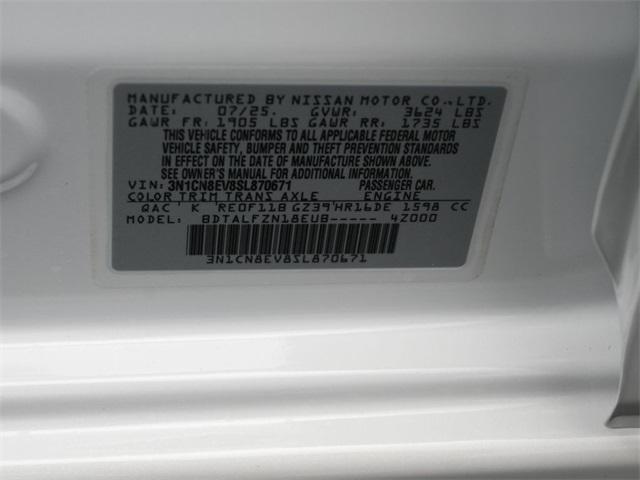 MANUFACTURED BY NISSAN MOTOR CO., LTD.
DATE: 07/25. GVWR: 3624 LBS
GAWR FR: 1905 LBS GAWR RR: 1735 LBS
THIS VEHICLE CONFORMS TO ALL APPLICABLE FEDERAL MOTOR
VEHICLE SAFETY, BUMPER AND THEFT PREVENTION STANDARDS
IN EFFECT ON THE DATE OF MANUFACTURE SHOWN ABOVE.
SEE OWNER'S MANUAL FOR ADDITIONAL INFORMATION.
VIN: 3N1CN8EV8SL870671 PASSENGER CAR.
COLOR TRIM TRANS AXLE ENGINE
QAC K RE0F11B GZ39 HR16DE 1598 CC
MODEL: BDTALFZN18EUB----- 4Z000
3N1CN8EV8SL870671